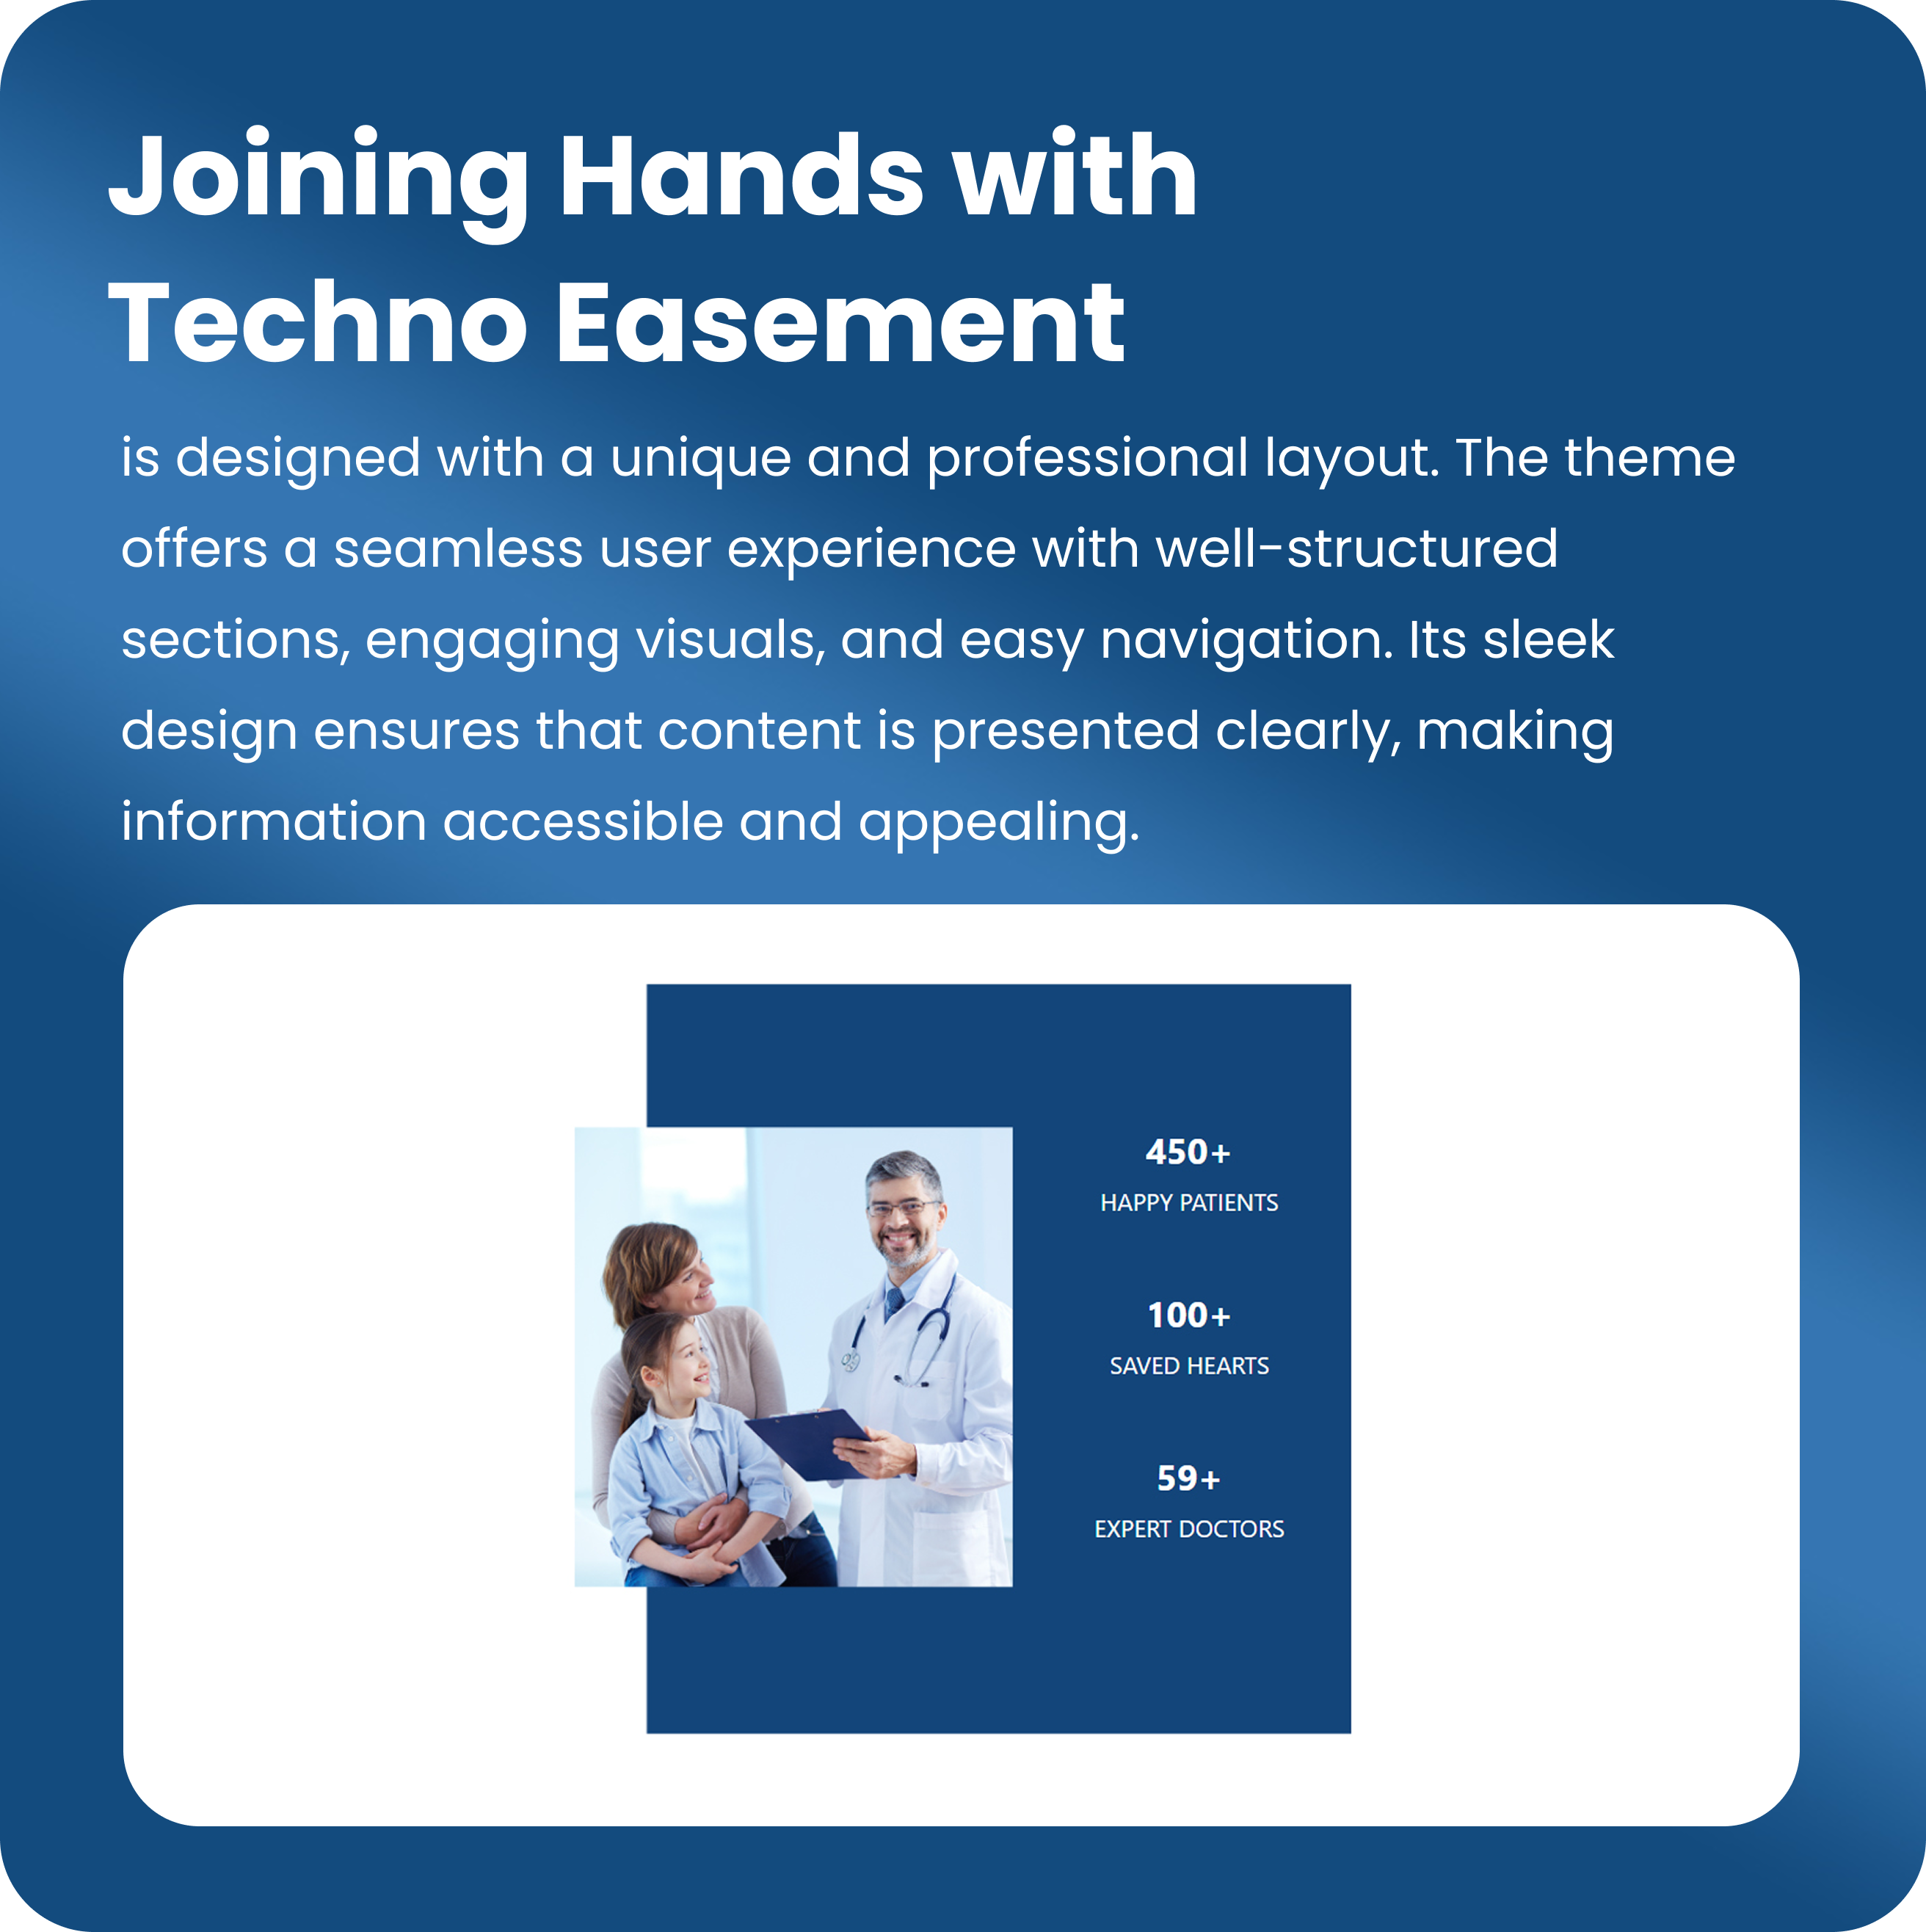 Joining Hands with
Techno Easement
is designed with a unique and professional layout. The theme
offers a seamless user experience with well-structured
sections, engaging visuals, and easy navigation. Its sleek
design ensures that content is presented clearly, making
information accessible and appealing.
450+
HAPPY PATIENTS
100+
SAVED HEARTS
59+
EXPERT DOCTORS